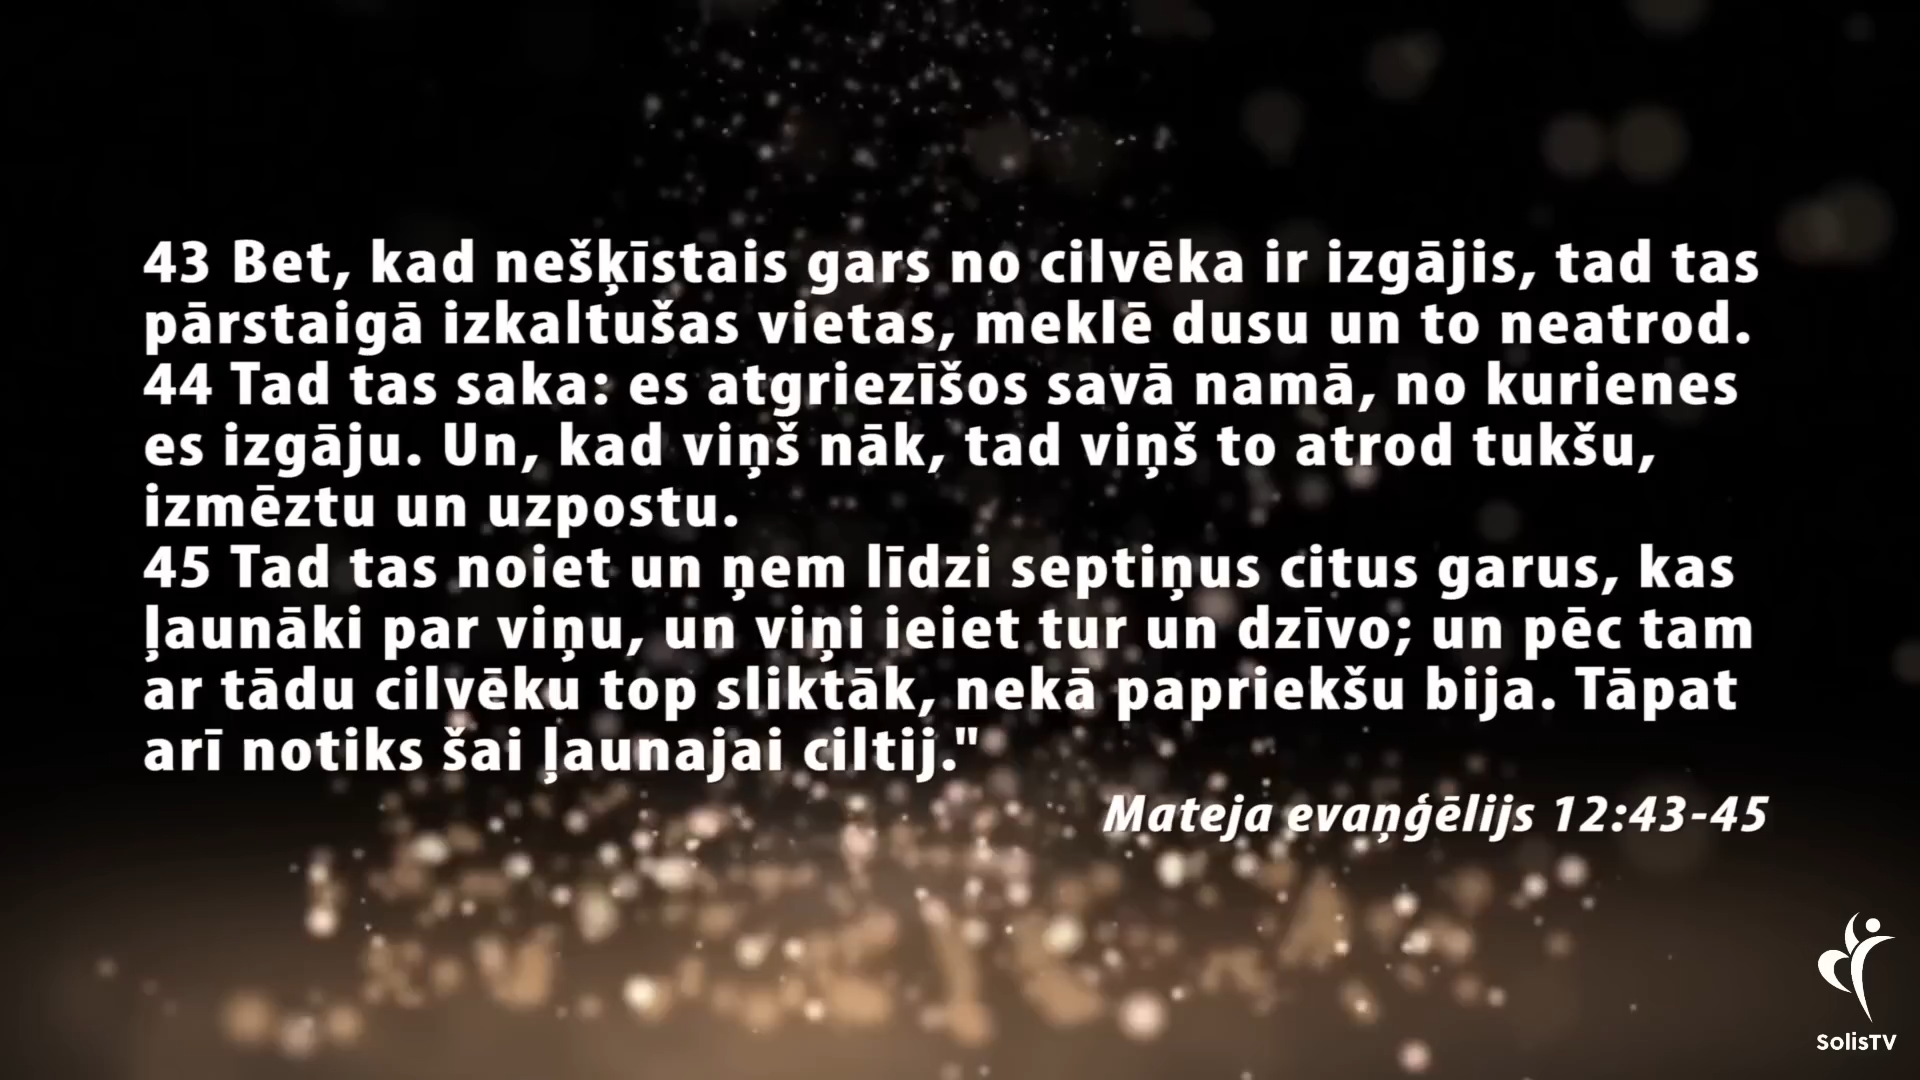 43 Bet, kad nešķīstais gars no cilvēka ir izgājis, tad tas
pārstaigā izkaltušas vietas, meklē dusu un to neatrod.
44 Tad tas saka: es atgriezīšos savā namā, no kurienes
es izgāju. Un, kad viņš nāk, tad viņš to atrod tukšu,
izmēztu un uzpostu.
45 Tad tas noiet un ņem līdzi septiņus citus garus, kas
ļaunāki par viņu, un viņi ieiet tur un dzīvo; un pēc tam
ar tādu cilvēku top sliktāk, nekā papriekšu bija. Tāpat
arī notiks šai ļaunajai ciltij."
Mateja evaņģēlijs 12:43-45
SolisTV